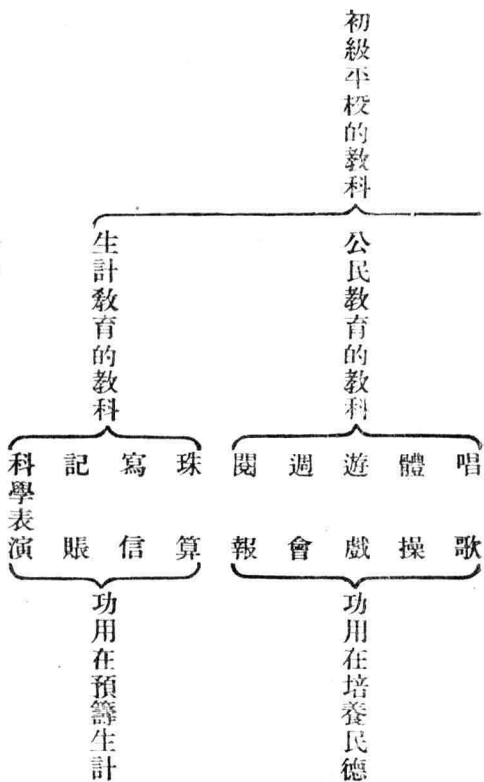 初級平校的教科
公民教育的教科
唱歌
體操
遊戲
週會
閱報
功用在培養民德
生計教育的教科
珠算
寫信
記賬
科學表演
功用在預籌生計